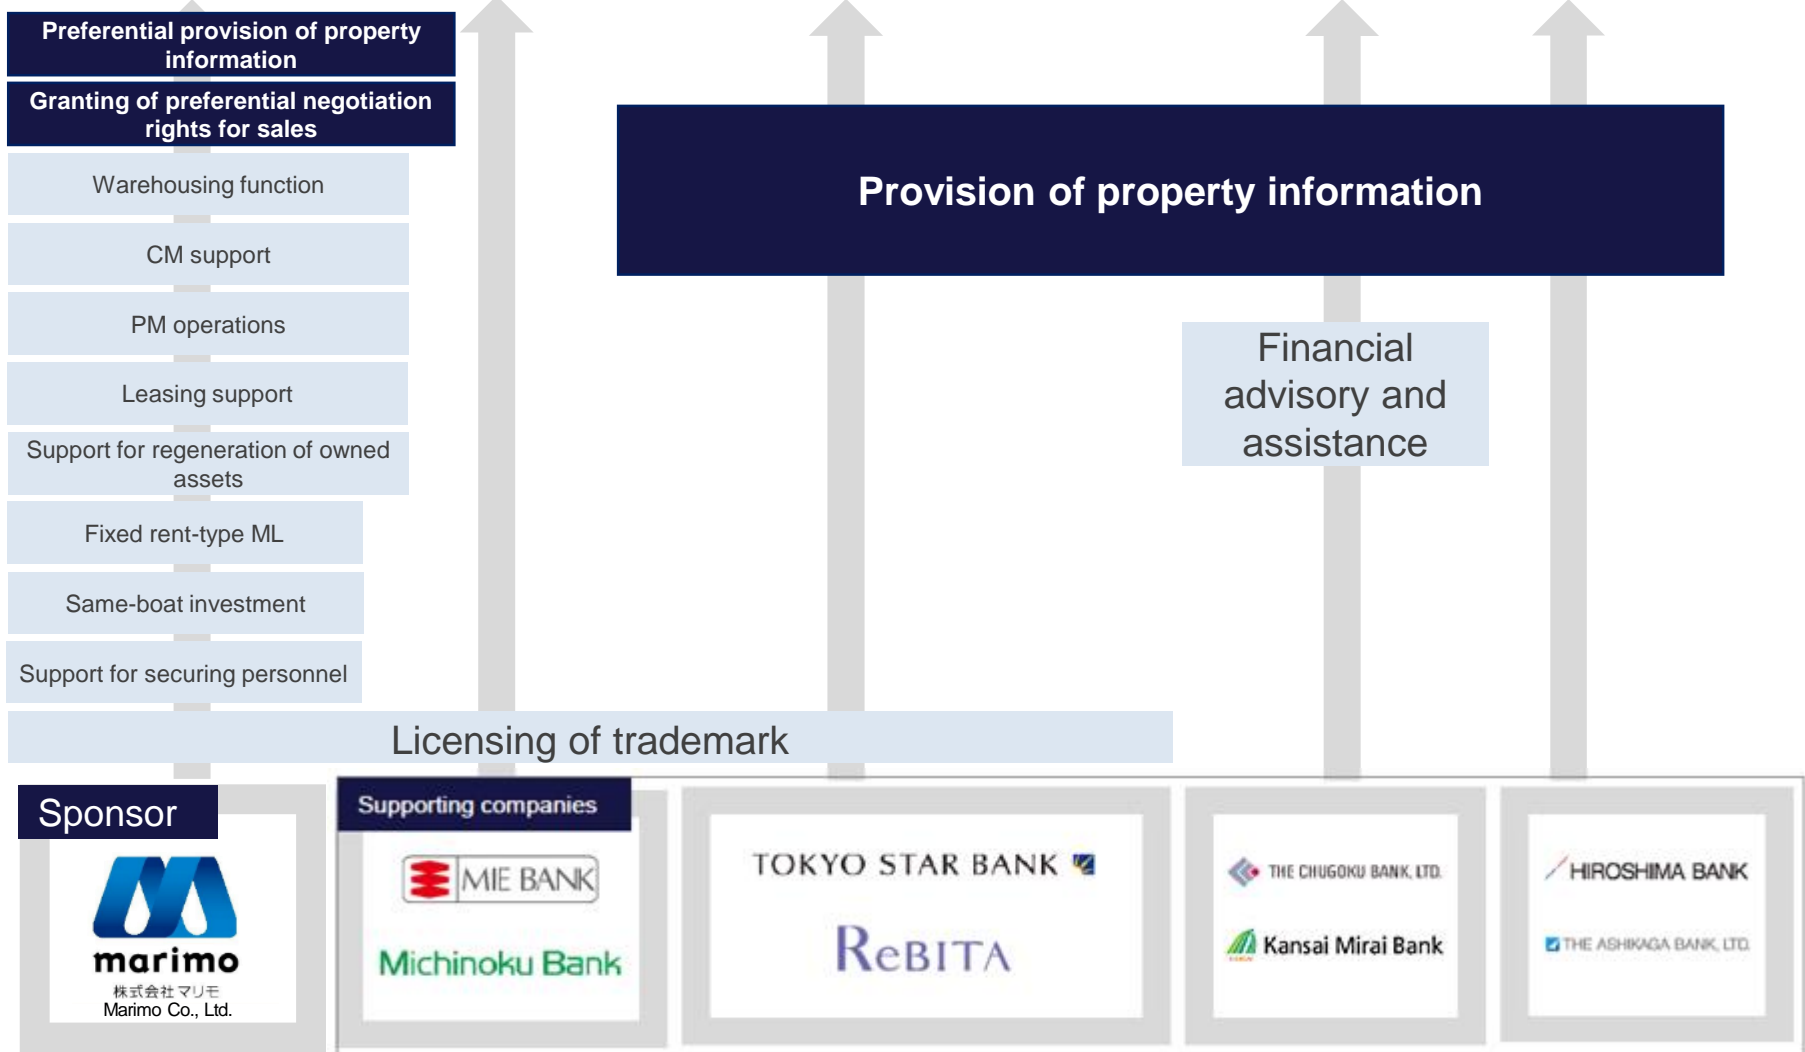 Preferential provision of property
information
Granting of preferential negotiation
rights for sales
Warehousing function
CM support
PM operations
Leasing support
Support for regeneration of owned
assets
Fixed rent-type ML
Same-boat investment
Support for securing personnel
Provision of property information
Financial
advisory and
assistance
Licensing of trademark
Sponsor
marimo
株式会社マリモ
Marimo Co., Ltd.
Supporting companies
MIE BANK
Michinoku Bank
TOKYO STAR BANK
ReBITA
THE CHUGOKU BANK, LTD.
Kansai Mirai Bank
HIROSHIMA BANK
THE ASHIKAGA BANK, LTD.